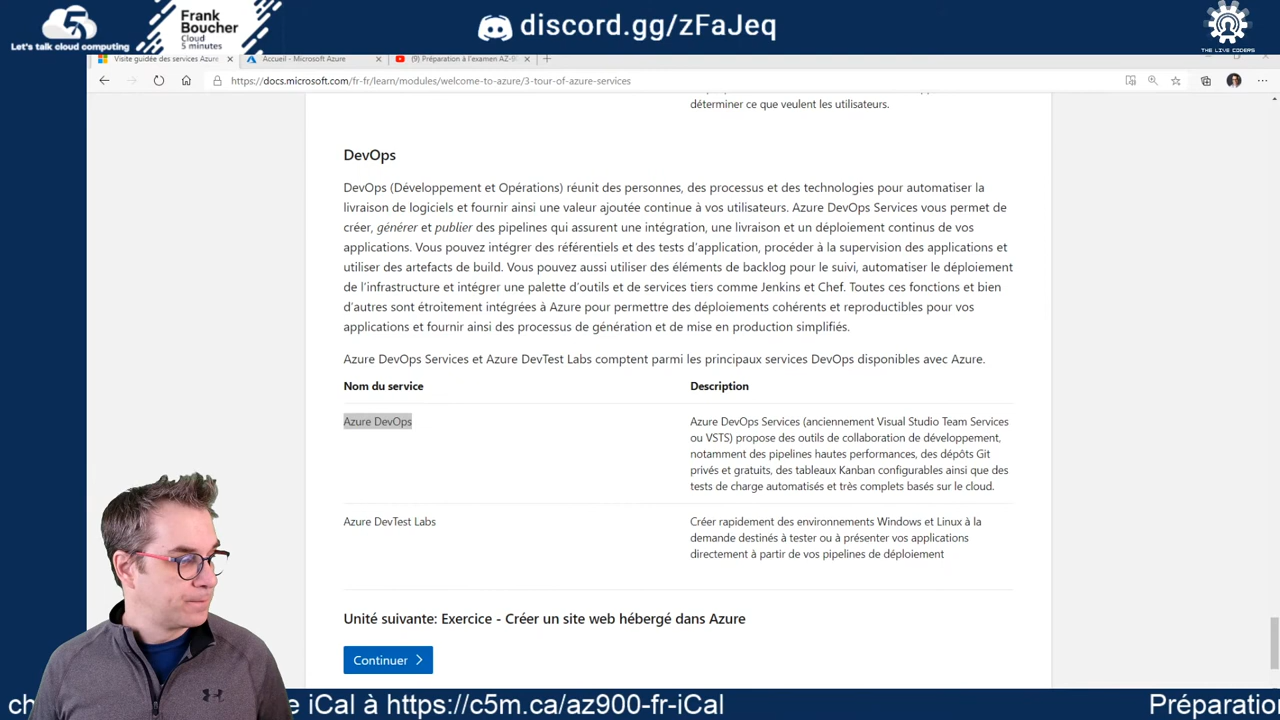 Let's talk cloud computing
5
Frank
Boucher
Cloud
5 minutes
discord.gg/zFaJeq
THE LIVE CODERS
Visite guidée des services Azure
Accueil - Microsoft Azure
(9) Préparation à l'examen AZ-9
https://docs.microsoft.com/fr-fr/learn/modules/welcome-to-azure/3-tour-of-azure-services
déterminer ce que veulent les utilisateurs.
DevOps
DevOps (Développement et Opérations) réunit des personnes, des processus et des technologies pour automatiser la
livraison de logiciels et fournir ainsi une valeur ajoutée continue à vos utilisateurs. Azure DevOps Services vous permet de
créer, générer et publier des pipelines qui assurent une intégration, une livraison et un déploiement continus de vos
applications. Vous pouvez intégrer des référentiels et des tests d'application, procéder à la supervision des applications et
utiliser des artefacts de build. Vous pouvez aussi utiliser des éléments de backlog pour le suivi, automatiser le déploiement
de l'infrastructure et intégrer une palette d'outils et de services tiers comme Jenkins et Chef. Toutes ces fonctions et bien
d'autres sont étroitement intégrées à Azure pour permettre des déploiements cohérents et reproductibles pour vos
applications et fournir ainsi des processus de génération et de mise en production simplifiés.
Azure DevOps Services et Azure DevTest Labs comptent parmi les principaux services DevOps disponibles avec Azure.
Nom du service
Description
Azure DevOps
Azure DevOps Services (anciennement Visual Studio Team Services
ou VSTS) propose des outils de collaboration de développement,
notamment des pipelines hautes performances, des dépôts Git
privés et gratuits, des tableaux Kanban configurables ainsi que des
tests de charge automatisés et très complets basés sur le cloud.
Azure DevTest Labs
Créer rapidement des environnements Windows et Linux à la
demande destinés à tester ou à présenter vos applications
directement à partir de vos pipelines de déploiement
Unité suivante: Exercice - Créer un site web hébergé dans Azure
Continuer
ch
e iCal à https://c5m.ca/az900-fr-iCal
Préparation